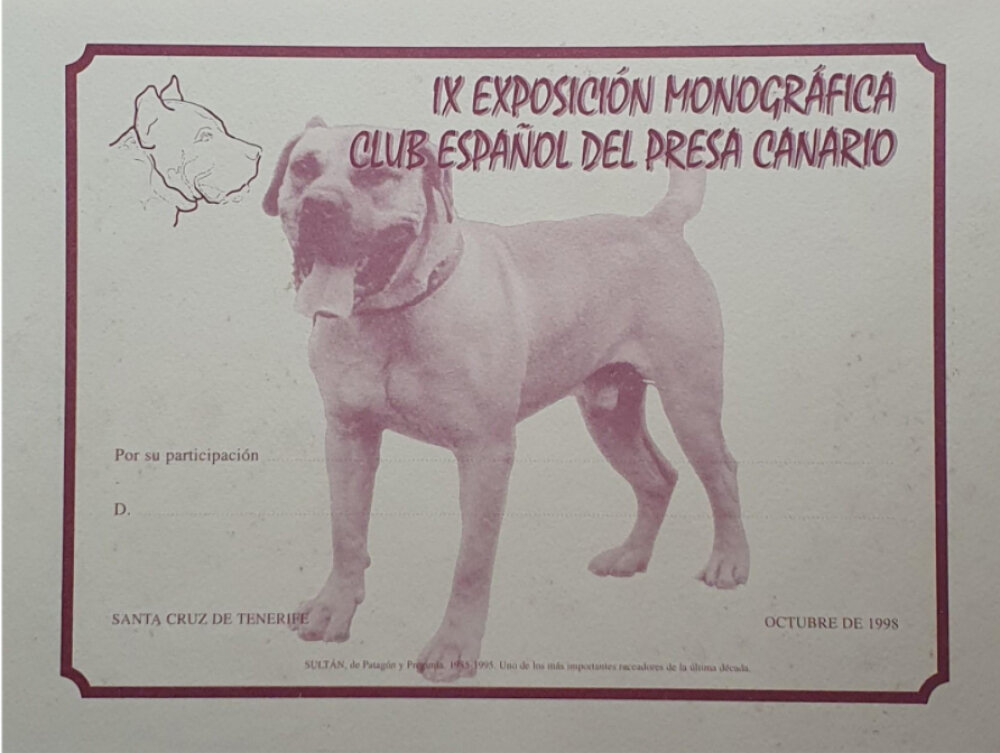 IX EXPOSICIÓN MONOGRÁFICA
CLUB ESPAÑOL DEL PRESA CANARIO
Por su participación
D.
SANTA CRUZ DE TENERIFE
OCTUBRE DE 1998
SULTÁN, de Patagún y Pregunta. 1985-1995. Uno de los más importantes raceadores de la última década.